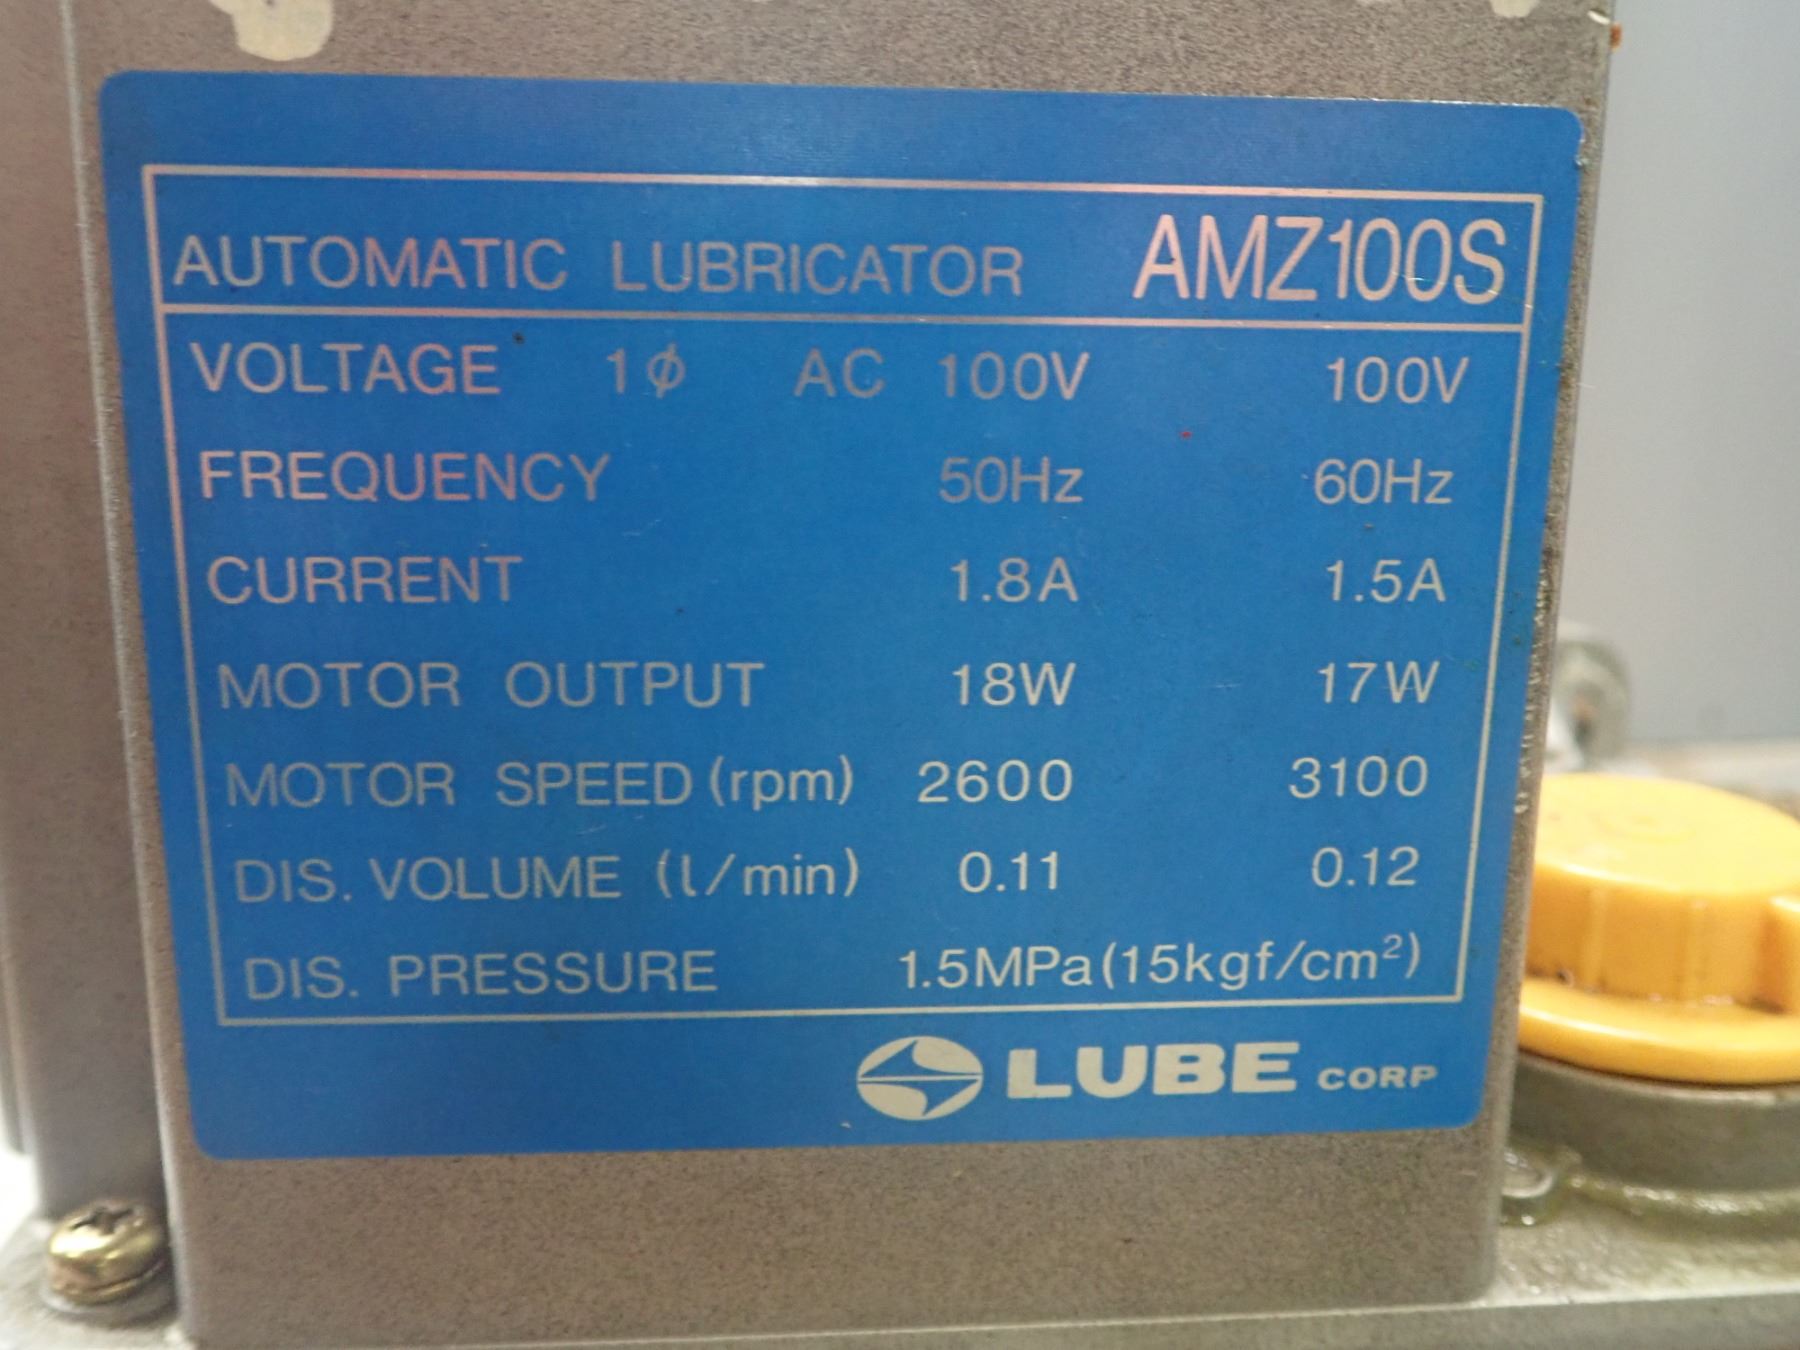 AUTOMATIC LUBRICATOR AMZ100S
VOLTAGE 1ϕ AC 100V 100V
FREQUENCY 50Hz 60Hz
CURRENT 1.8A 1.5A
MOTOR OUTPUT 18W 17W
MOTOR SPEED (rpm) 2600 3100
DIS. VOLUME (l/min) 0.11 0.12
DIS. PRESSURE 1.5MPa(15kgf/cm²)
LUBE CORP